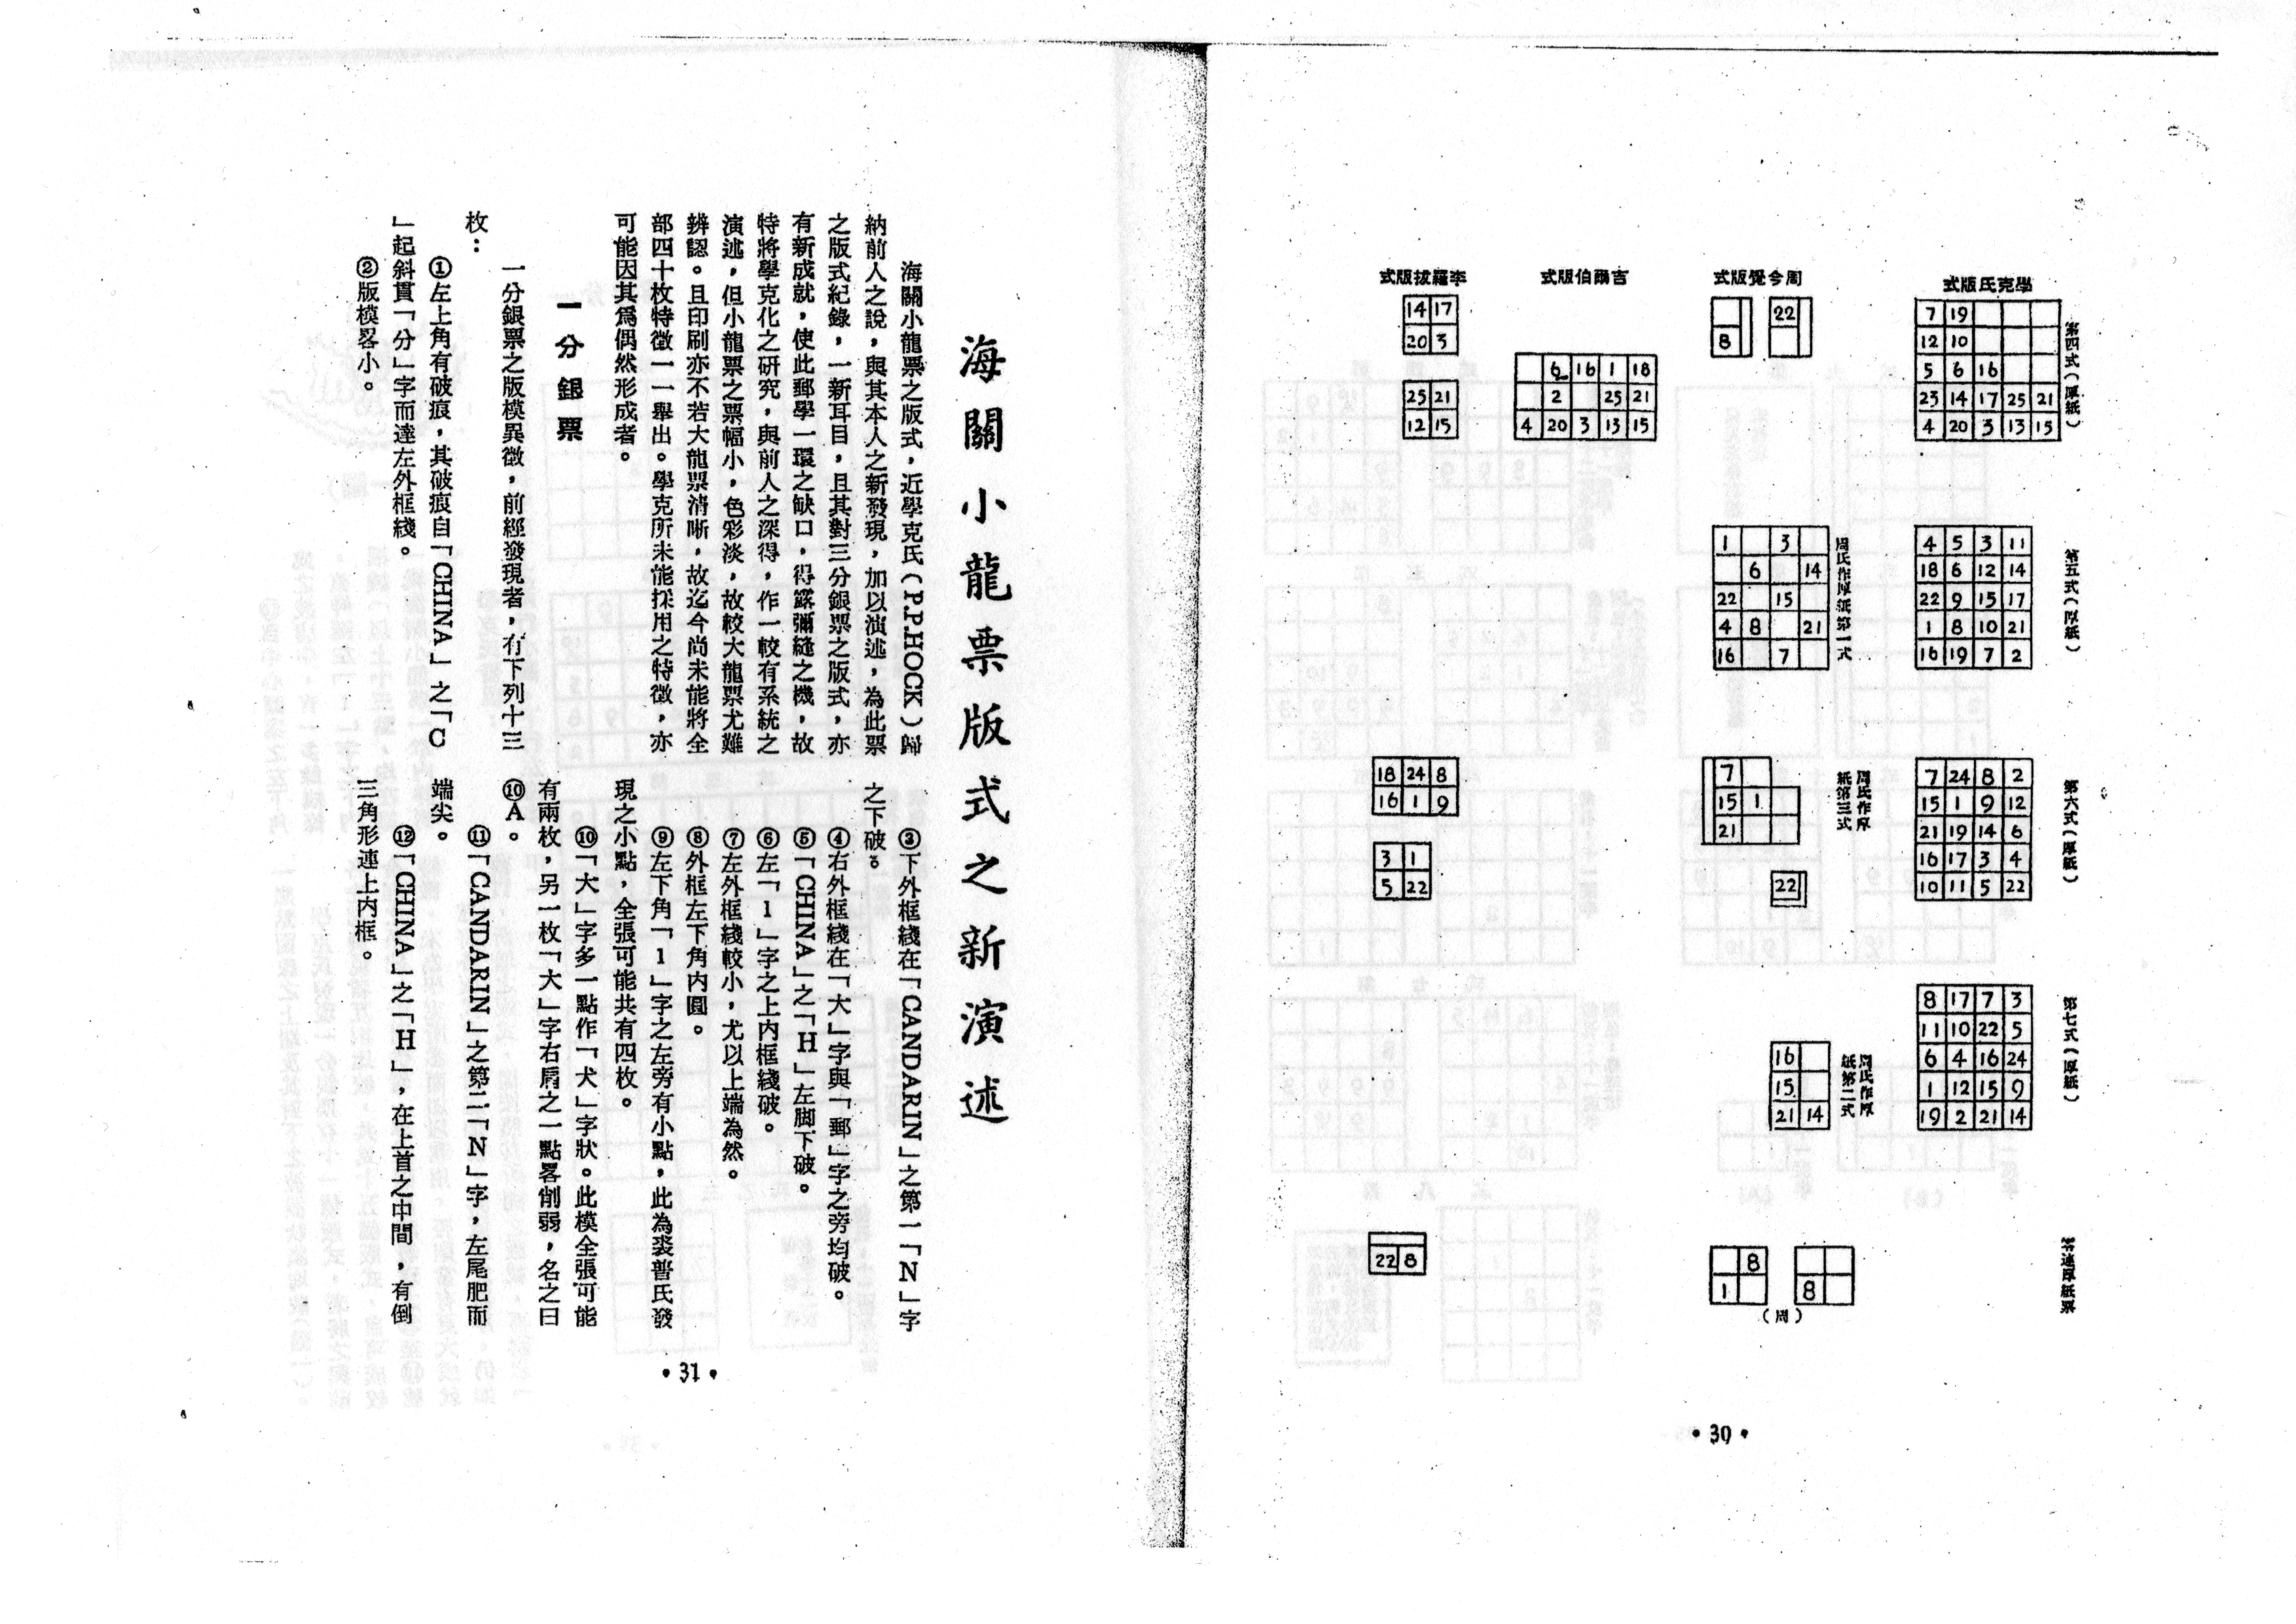 學克氏版式
周今覺版式
吉爾伯版式
李羅拔版式
第四式(厚紙)
7 19
12 10
5 6 16
23 14 17 25 21
4 20 3 13 15
22
8
6 16 1 18
2 25 21
4 20 3 13 15
14 17
20 3
25 21
12 15
第五式(厚紙)
4 5 3 11
18 6 12 14
22 9 15 17
1 8 10 21
16 19 7 2
周氏作厚紙第一式
1 3
6 14
22 15
4 8 21
16 7
第六式(厚紙)
7 24 8 2
15 1 9 12
21 19 14 6
16 17 3 4
10 11 5 22
周氏作厚
紙第三式
7
15 1
21
22
18 24 8
16 1 9
3 1
5 22
第七式(厚紙)
8 17 7 3
11 10 22 5
6 4 16 24
1 12 15 9
19 2 21 14
周氏作厚
紙第二式
16
15
21 14
雙連厚紙票
8
1
8
(周)
22 8
•30•
海關小龍票版式之新演述
海關小龍票之版式,近學克氏(P.P.HOCK)歸
納前人之說,與其本人之新發現,加以演述,為此票
之版式紀錄,一新耳目,且其對三分銀票之版式,亦
有新成就,使此郵學一環之缺口,得露彌縫之機,故
特將學克化之研究,與前人之深得,作一較有系統之
演述,但小龍票之票幅小,色彩淡,故較大龍票尤難
辨認。且印刷亦不若大龍票清晰,故迄今尚未能將全
部四十枚特徵一一舉出。學克所未能採用之特徵,亦
可能因其為偶然形成者。
一分銀票
一分銀票之版模異徵,前經發現者,有下列十三
枚:
①左上角有破痕,其破痕自「CHINA」之「C
」起斜貫「分」字而達左外框綫。
②版模畧小。
③下外框綫在「CANDARIN」之第一「N」字
之下破。
④右外框綫在「大」字與「郵」字之旁均破。
⑤「CHINA」之「H」左脚下破。
⑥左「1」字之上內框綫破。
⑦左外框綫較小,尤以上端為然。
⑧外框左下角內圓。
⑨左下角「1」字之左旁有小點,此為裘普氏發
現之小點,全張可能共有四枚。
⑩「大」字多一點作「犬」字狀。此模全張可能
有兩枚,另一枚「大」字右肩之一點畧削弱,名之曰
⑩A。
⑪「CANDARIN」之第二「N」字,左尾肥而
端尖。
⑫「CHINA」之「H」,在上首之中間,有倒
三角形連上內框。
•31•